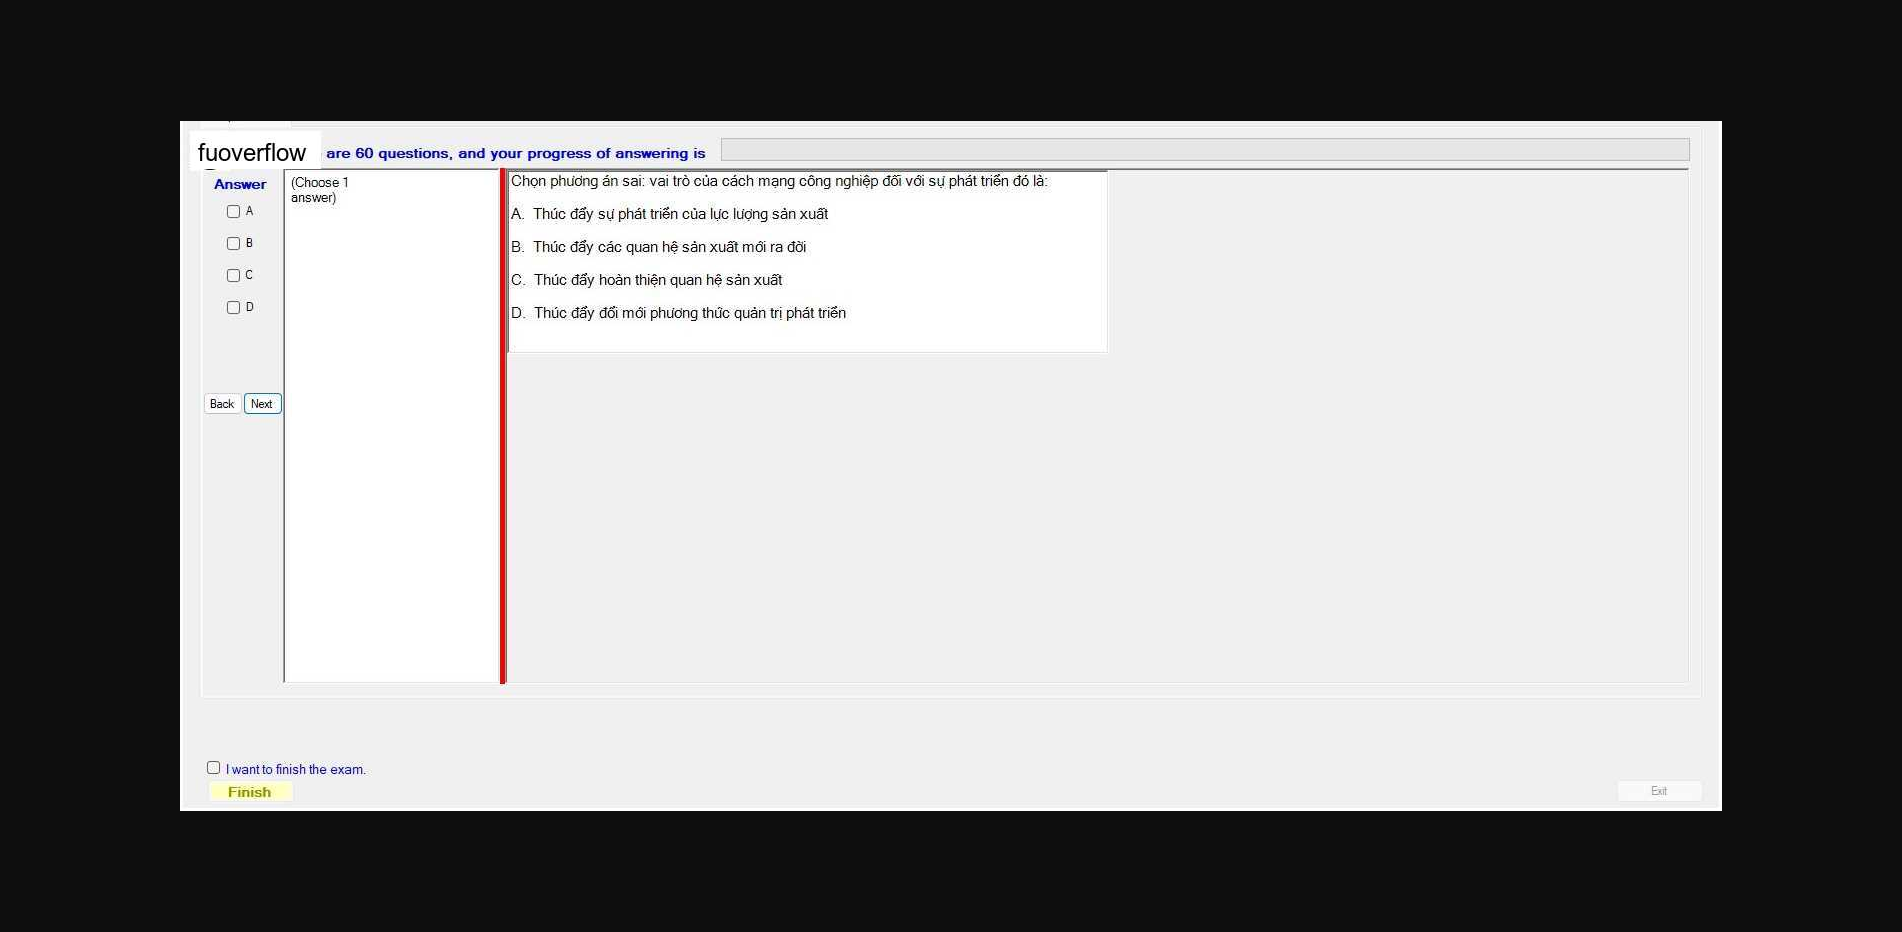 fuoverflow are 60 questions, and your progress of answering is
Answer
(Choose 1
answer)
A
B
C
D
Back Next
Chọn phương án sai: vai trò của cách mạng công nghiệp đối với sự phát triển đó là:
A. Thúc đẩy sự phát triển của lực lượng sản xuất
B. Thúc đẩy các quan hệ sản xuất mới ra đời
C. Thúc đẩy hoàn thiện quan hệ sản xuất
D. Thúc đẩy đổi mới phương thức quản trị phát triển
I want to finish the exam.
Finish
Exit